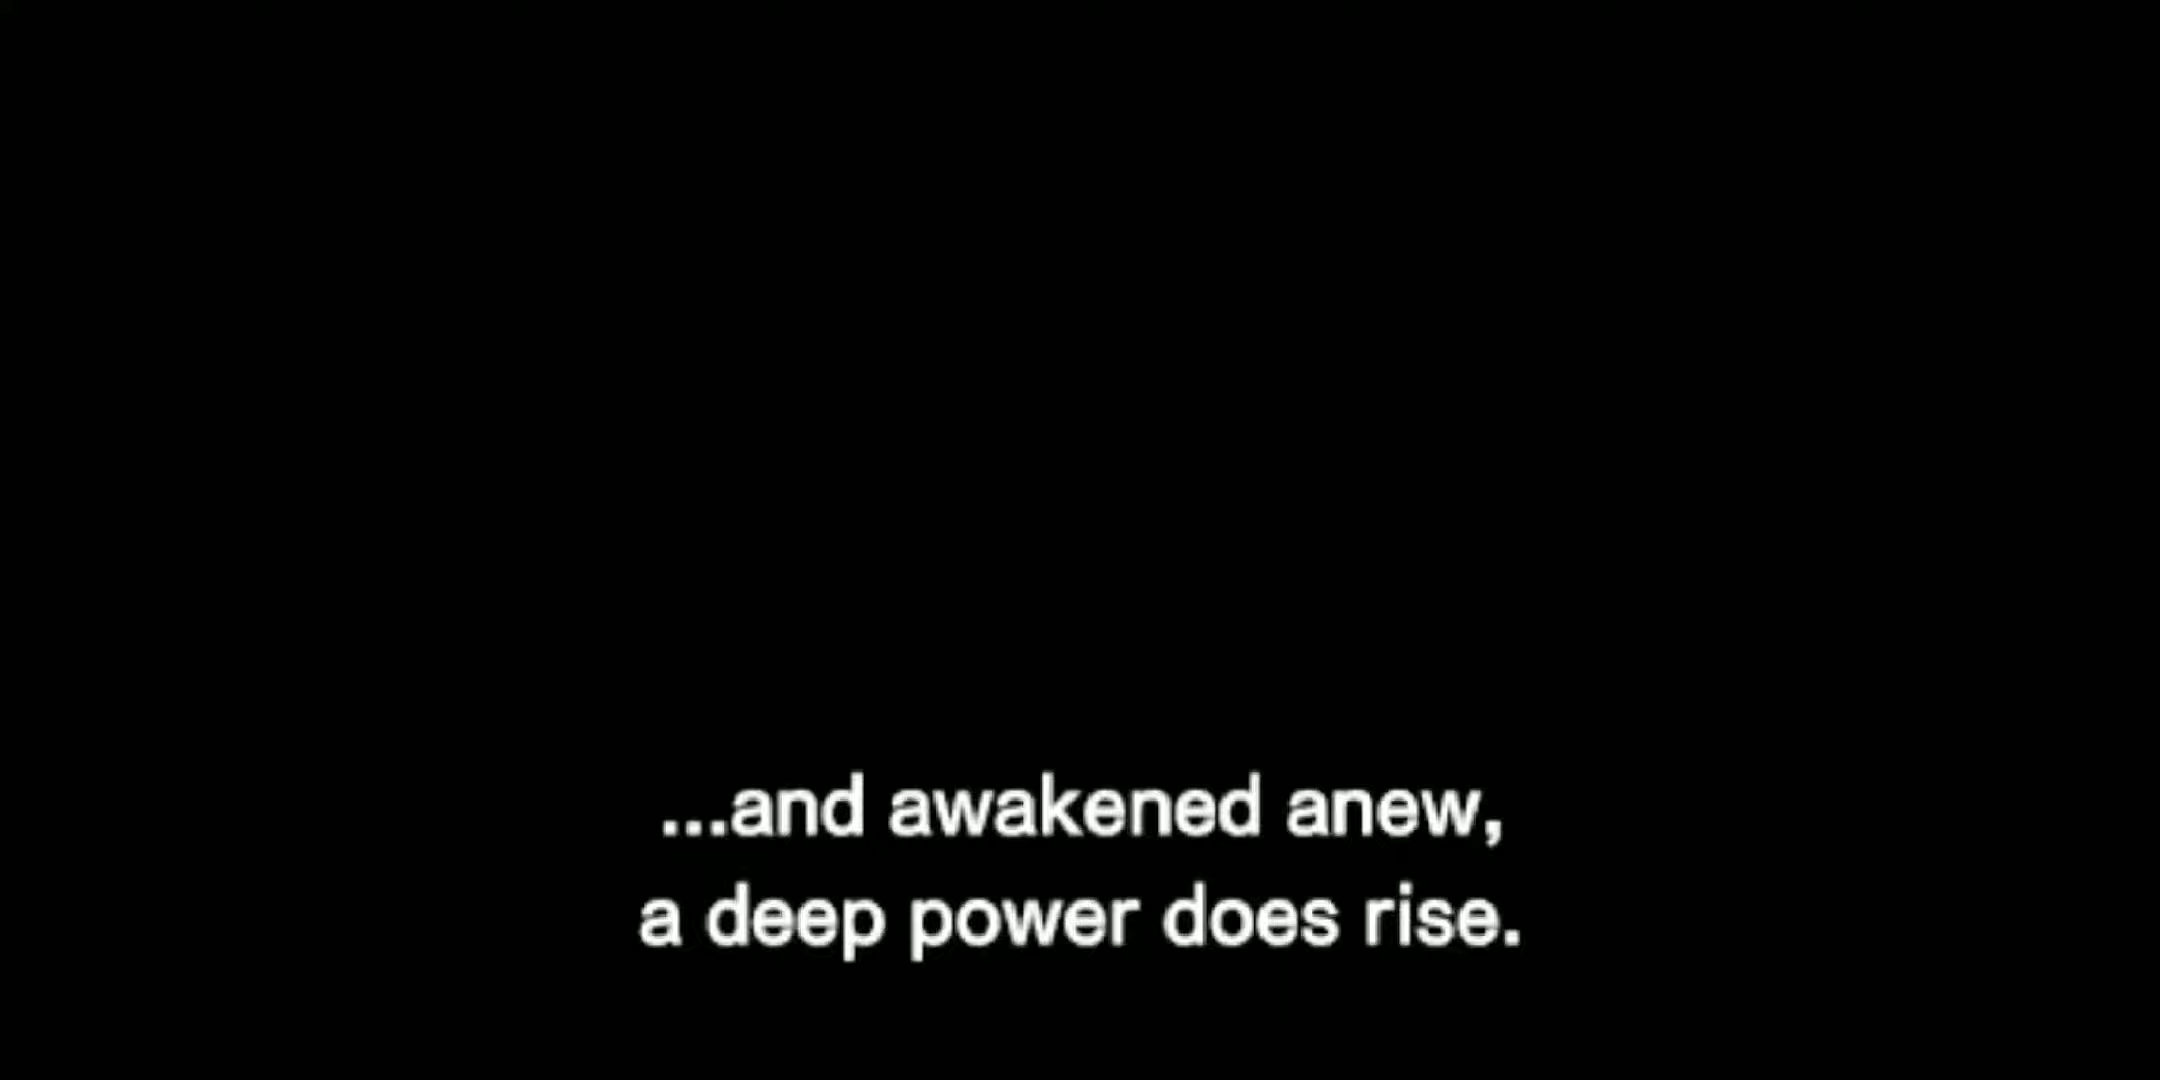 ...and awakened anew,
a deep power does rise.